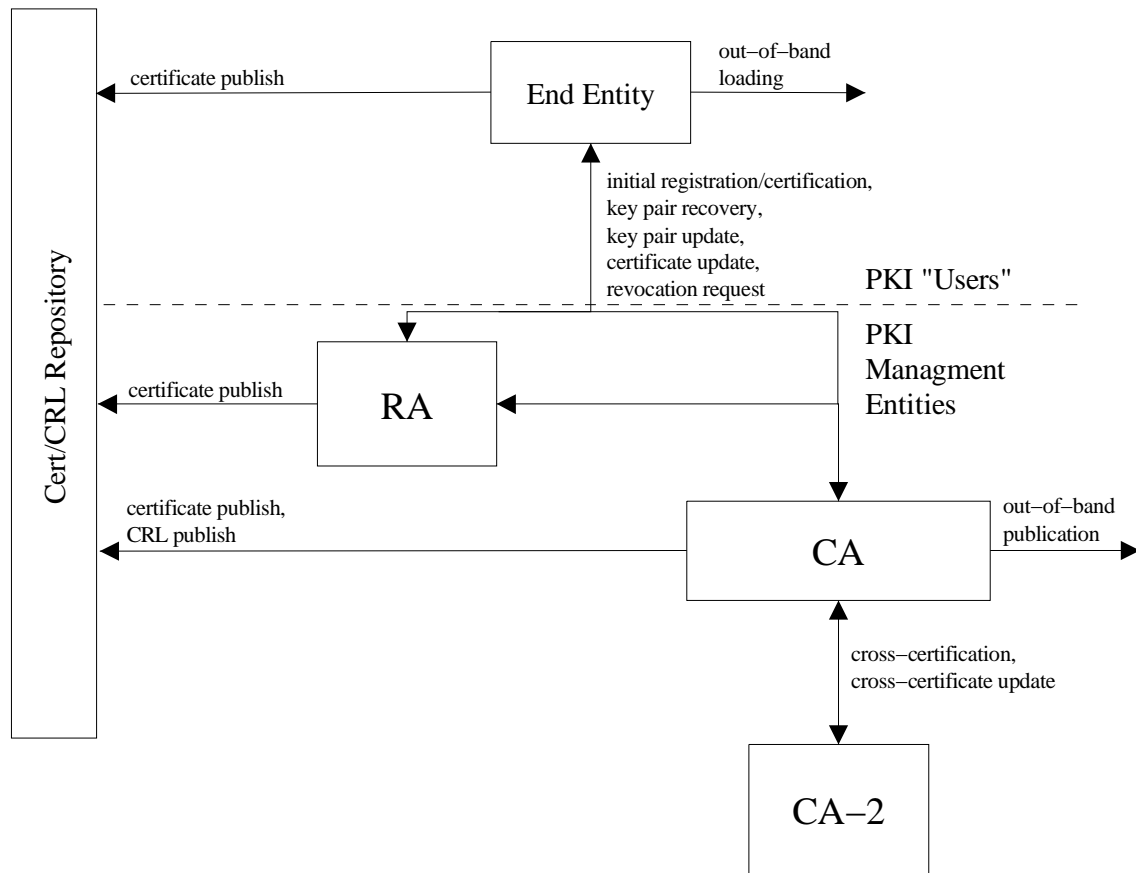 certificate publish
End Entity
out−of−band
loading
initial registration/certification,
key pair recovery,
key pair update,
certificate update,
revocation request
PKI "Users"
PKI
Managment
Entities
Cert/CRL Repository
certificate publish
RA
certificate publish,
CRL publish
CA
out−of−band
publication
cross−certification,
cross−certificate update
CA−2